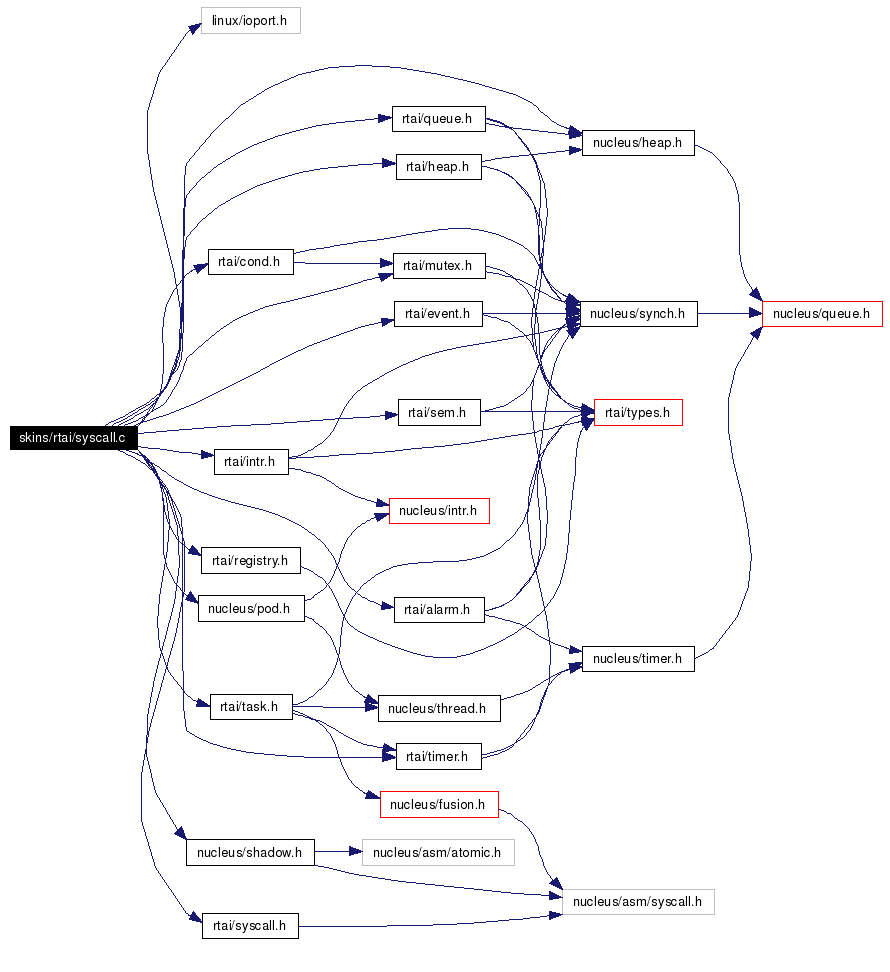 linux/ioport.h
rtai/queue.h
nucleus/heap.h
rtai/heap.h
rtai/cond.h
rtai/mutex.h
rtai/event.h
nucleus/synch.h
nucleus/queue.h
rtai/sem.h
rtai/types.h
skins/rtai/syscall.c
rtai/intr.h
nucleus/intr.h
rtai/registry.h
nucleus/pod.h
rtai/alarm.h
nucleus/timer.h
rtai/task.h
nucleus/thread.h
rtai/timer.h
nucleus/fusion.h
nucleus/shadow.h
nucleus/asm/atomic.h
nucleus/asm/syscall.h
rtai/syscall.h